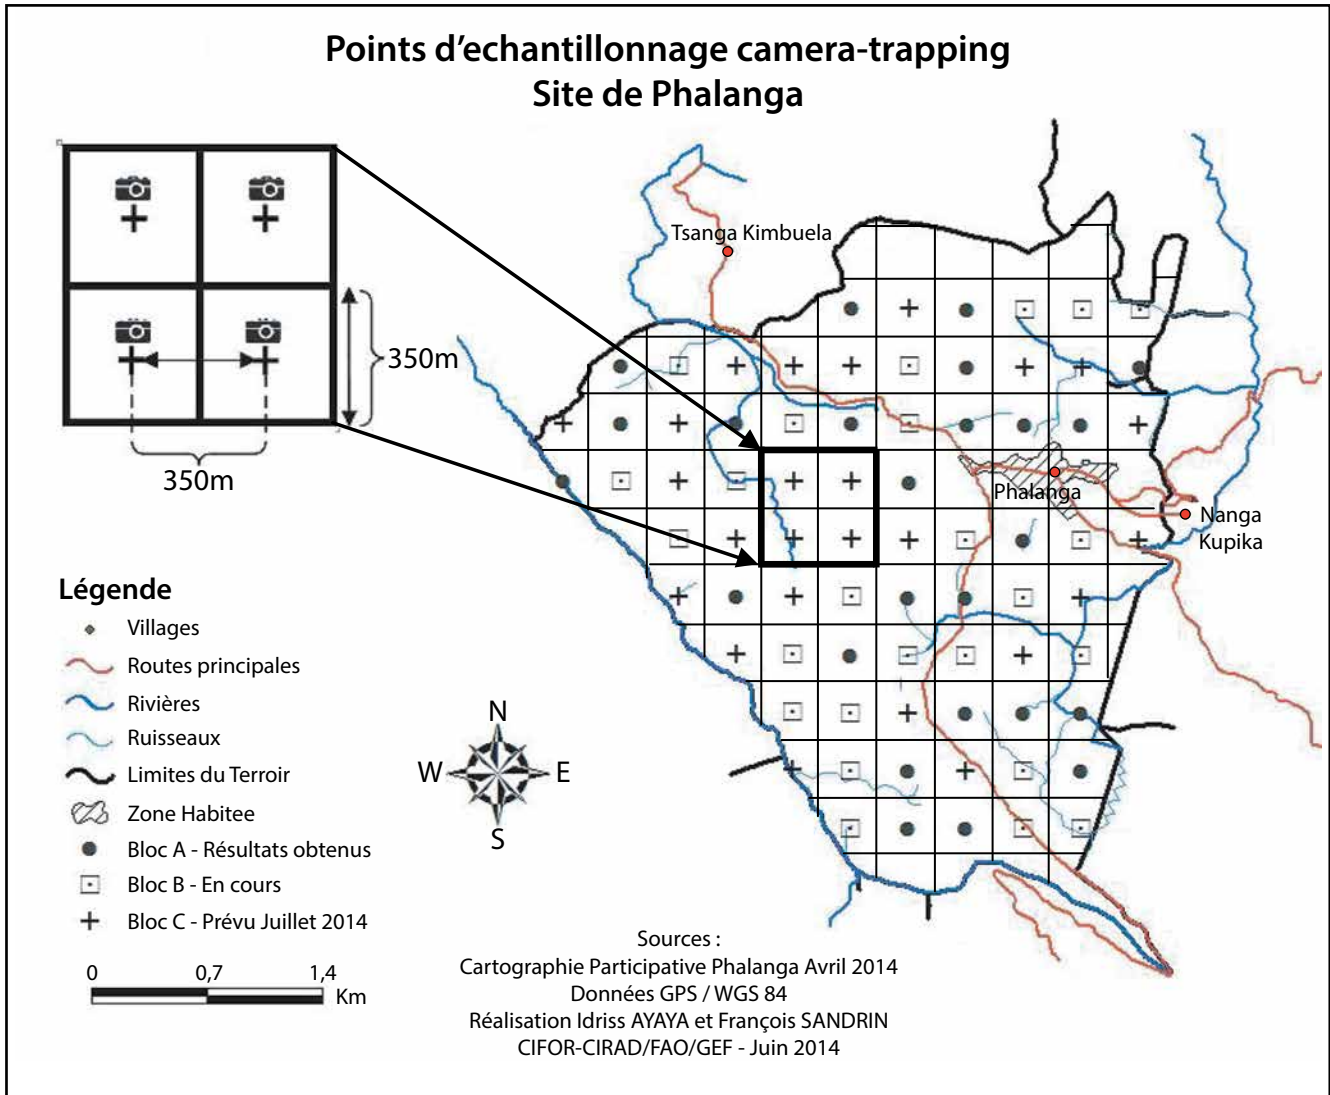 Points d’echantillonnage camera-trapping
Site de Phalanga
350m
350m
Tsanga Kimbuela
Phalanga
Nanga
Kupika
Légende
Villages
Routes principales
Rivières
Ruisseaux
Limites du Terroir
Zone Habitee
Bloc A - Résultats obtenus
Bloc B - En cours
Bloc C - Prévu Juillet 2014
0 0,7 1,4
Km
N
W E
S
Sources :
Cartographie Participative Phalanga Avril 2014
Données GPS / WGS 84
Réalisation Idriss AYAYA et François SANDRIN
CIFOR-CIRAD/FAO/GEF - Juin 2014